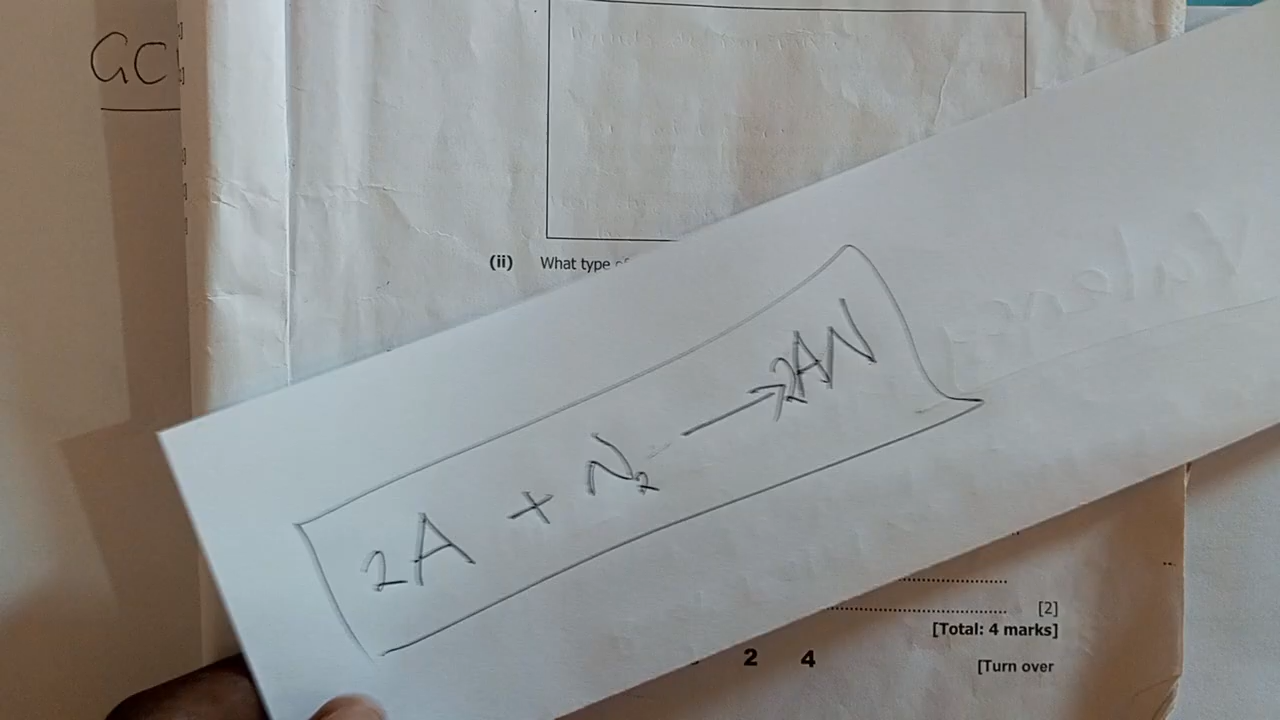 GC
(ii) What type
2A + N₂ → 2AN
[2]
[Total: 4 marks]
2 4
[Turn over